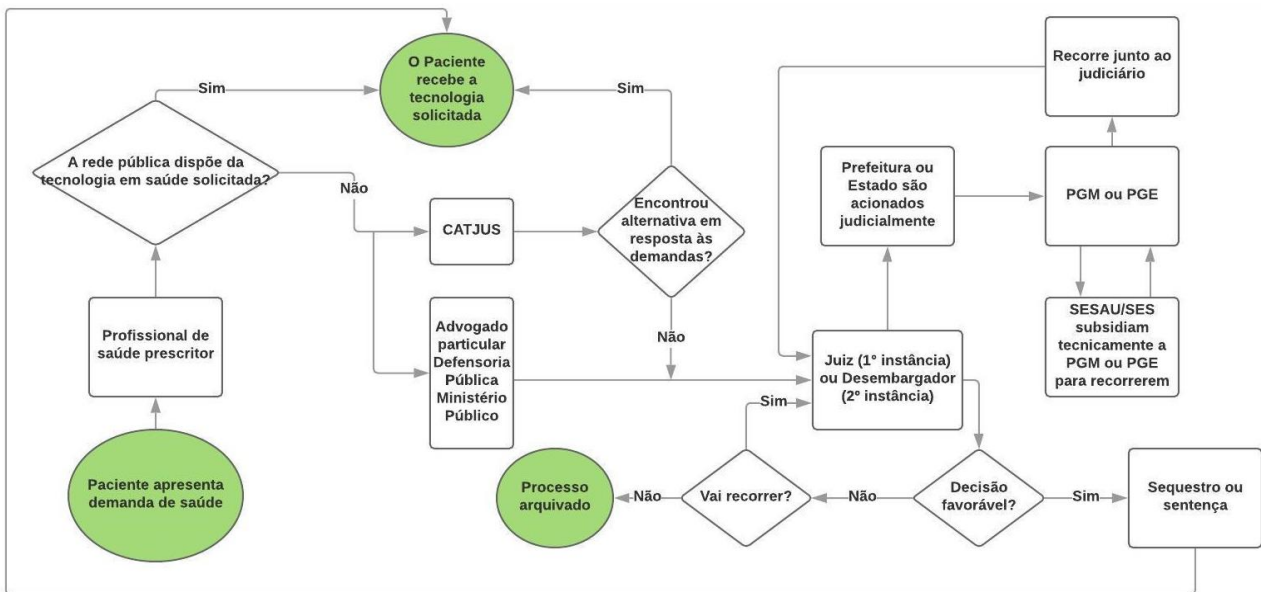 O Paciente
recebe a
tecnologia
solicitada
Sim
Sim
A rede pública dispõe da
tecnologia em saúde solicitada?
Não
CATJUS
Encontrou
alternativa em
resposta às
demandas?
Não
Profissional de
saúde prescritor
Paciente apresenta
demanda de saúde
Advogado
particular
Defensoria
Pública
Ministério
Público
Recorre junto ao
judiciário
Prefeitura ou
Estado são
acionados
judicialmente
PGM ou PGE
SESAU/SES
subsidiam
tecnicamente a
PGM ou PGE
para recorrerem
Juiz (1º instância)
ou Desembargador
(2º instância)
Sim
Processo
arquivado
Não
Vai recorrer?
Não
Decisão
favorável?
Sim
Sequestro ou
sentença